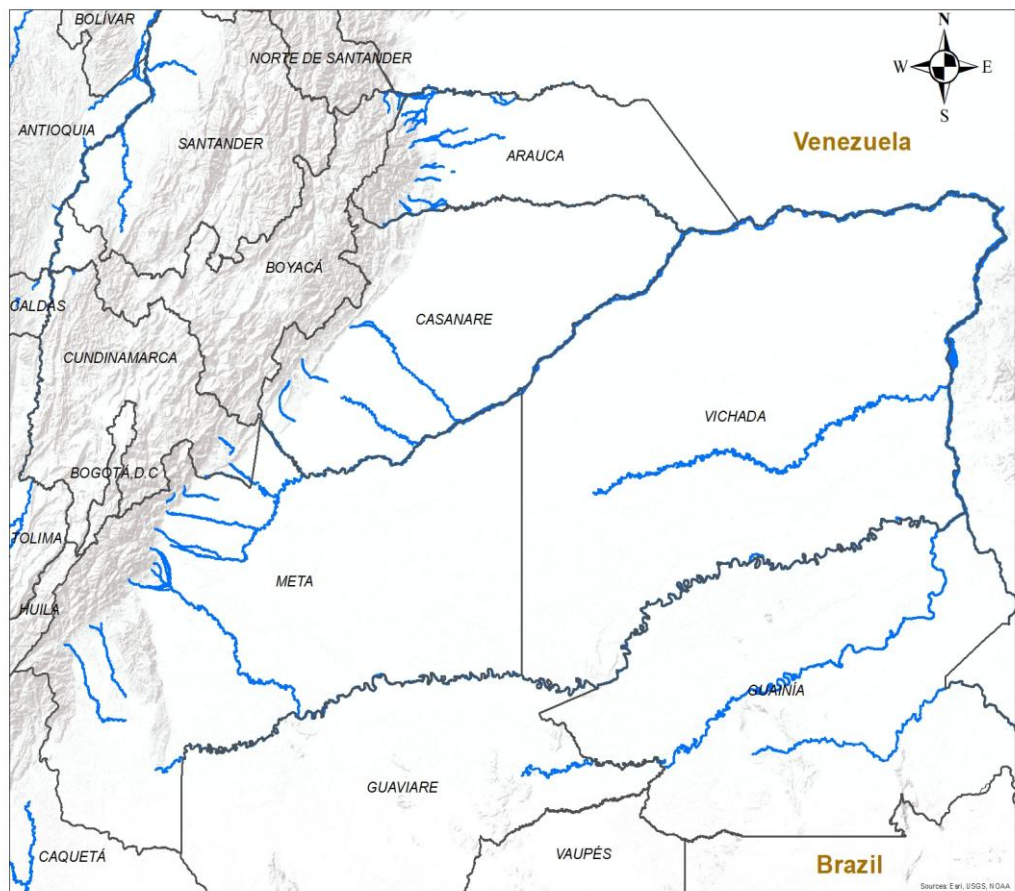 BOLÍVAR
N
NORTE DE SANTANDER
W E
S
ANTIOQUIA
SANTANDER
Venezuela
ARAUCA
BOYACÁ
CALDAS
CASANARE
CUNDINAMARCA
VICHADA
BOGOTÁ D.C
TOLIMA
META
HUILA
GUAINÍA
GUAVIARE
VAUPÉS
CAQUETÁ
Brazil
Sources: Esri, USGS, NOAA